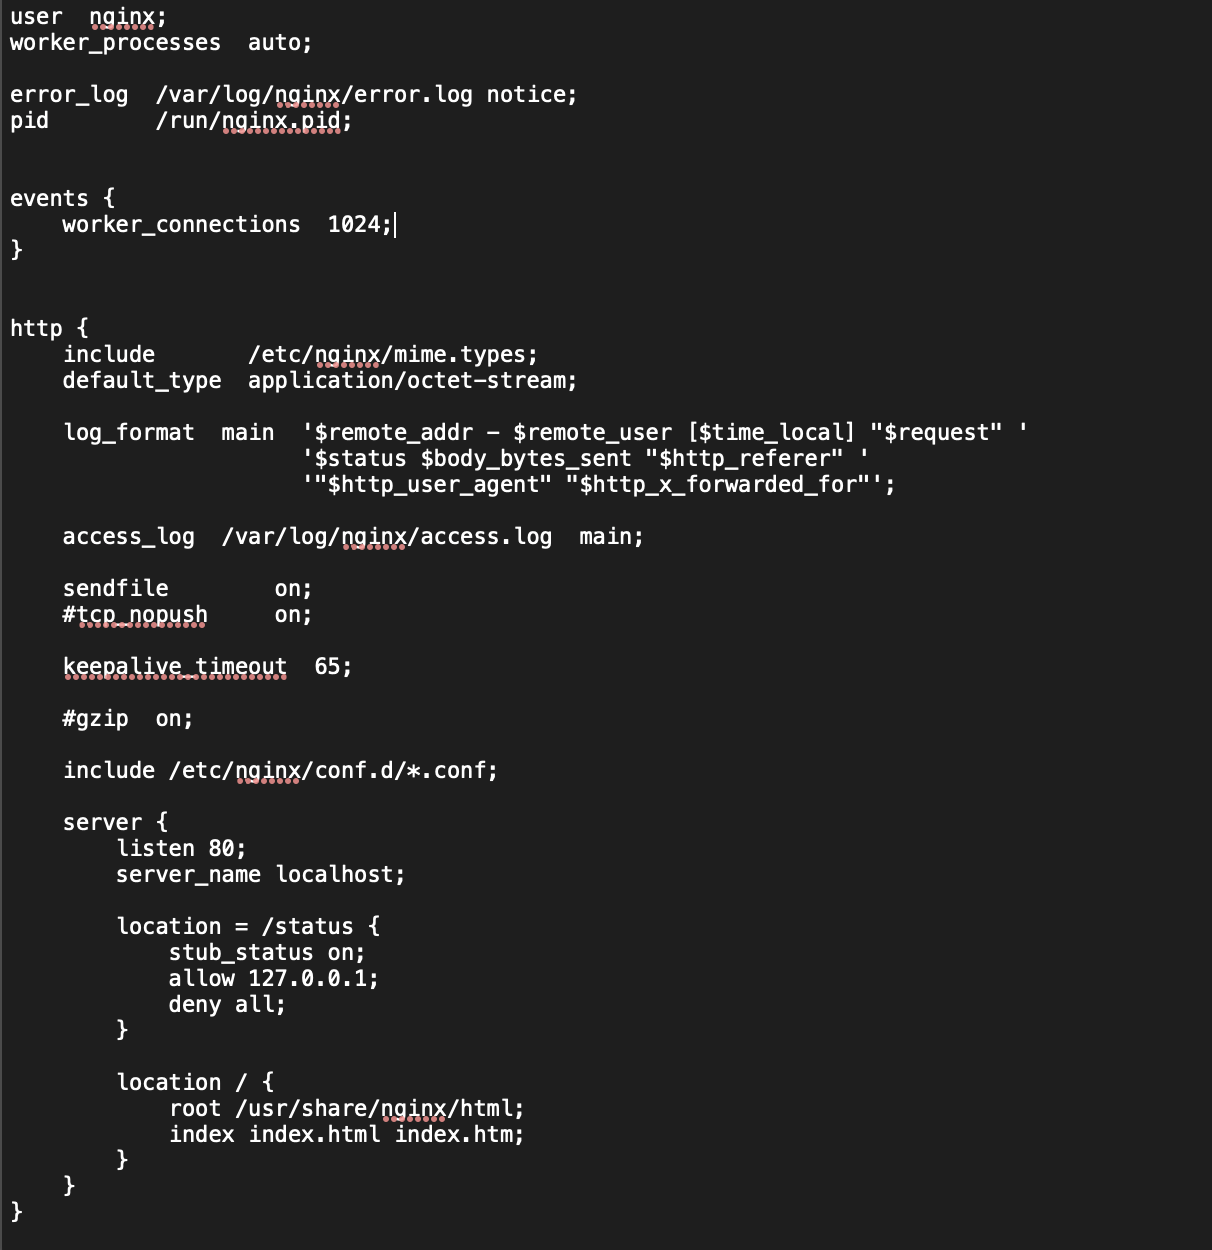 user  nginx;
worker_processes  auto;
error_log  /var/log/nginx/error.log notice;
pid        /run/nginx.pid;
events {
    worker_connections  1024;
}
http {
    include       /etc/nginx/mime.types;
    default_type  application/octet-stream;
    log_format  main  '$remote_addr - $remote_user [$time_local] "$request" '
                      '$status $body_bytes_sent "$http_referer" '
                      '"$http_user_agent" "$http_x_forwarded_for"';
    access_log  /var/log/nginx/access.log  main;
    sendfile        on;
    #tcp_nopush     on;
    keepalive_timeout  65;
    #gzip  on;
    include /etc/nginx/conf.d/*.conf;
    server {
        listen 80;
        server_name localhost;
        location = /status {
            stub_status on;
            allow 127.0.0.1;
            deny all;
        }
        location / {
            root /usr/share/nginx/html;
            index index.html index.htm;
        }
    }
}